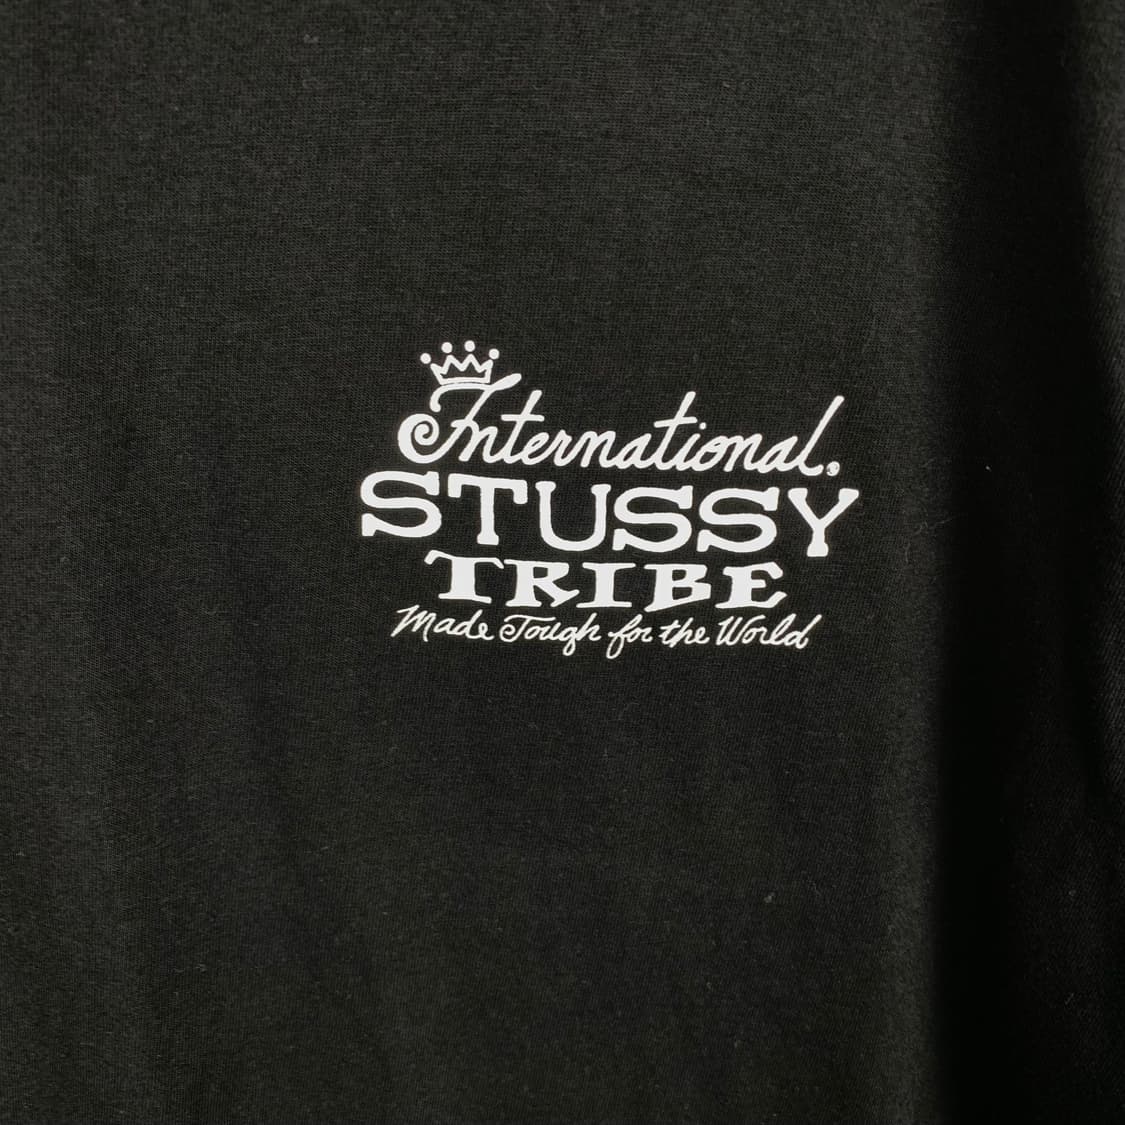 International.
STUSSY
TRIBE
Made Tough for the World